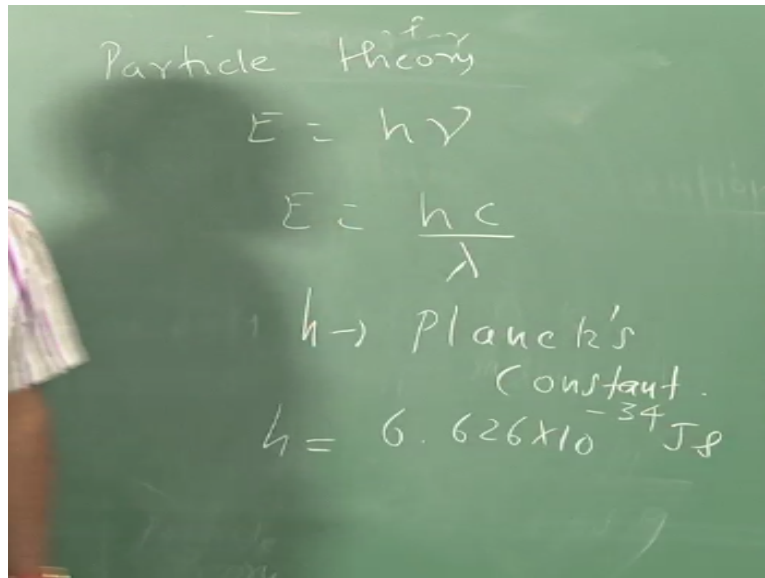 Particle theory
E = hν
E = hc/λ
h → Planck's
Constant.
h = 6.626×10⁻³⁴ Js